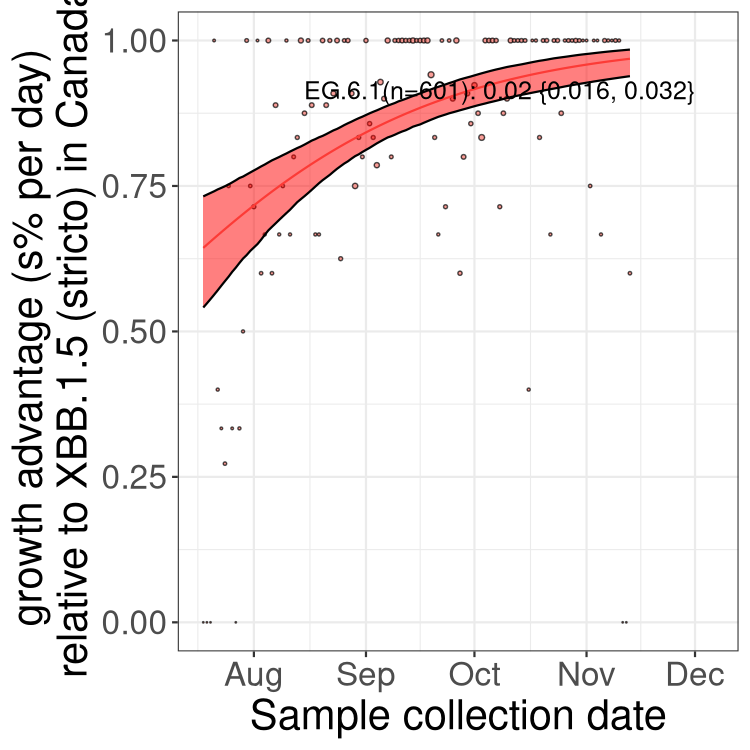 growth advantage (s% per day)
relative to XBB.1.5 (stricto) in Canada
1.00
0.75
0.50
0.25
0.00
EG.6.1(n=601): 0.02 {0.016, 0.032}
Aug Sep Oct Nov Dec
Sample collection date